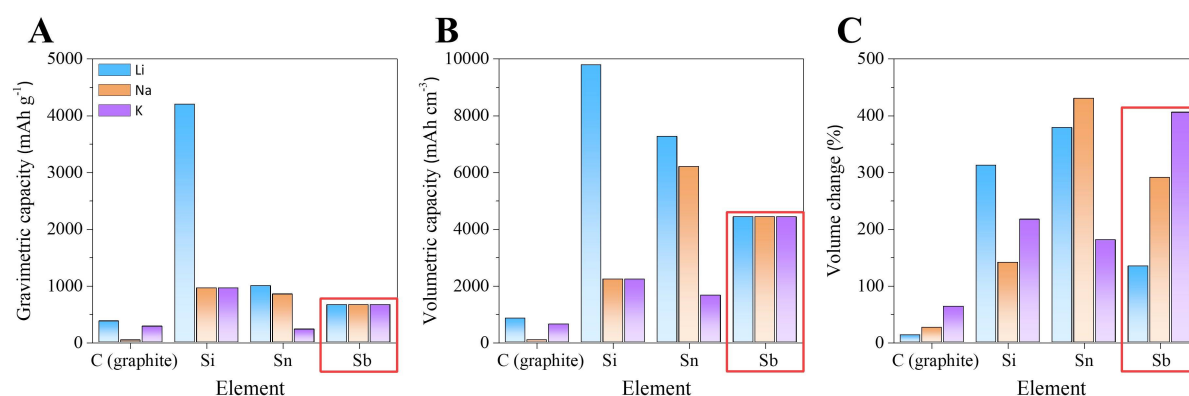 A
Gravimetric capacity (mAh g⁻¹)
5000
4000
3000
2000
1000
0
Li
Na
K
C (graphite) Si Sn Sb
Element
B
Volumetric capacity (mAh cm⁻³)
10000
8000
6000
4000
2000
0
C (graphite) Si Sn Sb
Element
C
Volume change (%)
500
400
300
200
100
0
C (graphite) Si Sn Sb
Element